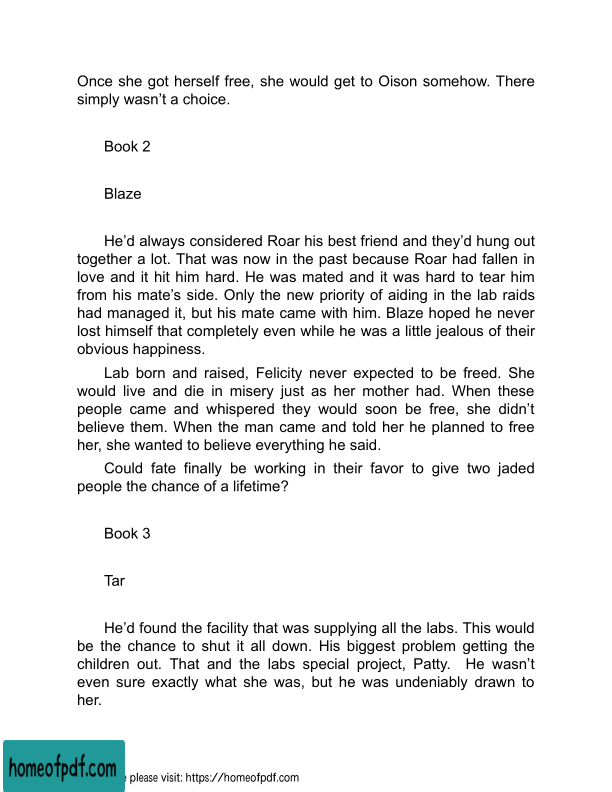 Once she got herself free, she would get to Oison somehow. There
simply wasn’t a choice.
Book 2
Blaze
He’d always considered Roar his best friend and they’d hung out
together a lot. That was now in the past because Roar had fallen in
love and it hit him hard. He was mated and it was hard to tear him
from his mate’s side. Only the new priority of aiding in the lab raids
had managed it, but his mate came with him. Blaze hoped he never
lost himself that completely even while he was a little jealous of their
obvious happiness.
Lab born and raised, Felicity never expected to be freed. She
would live and die in misery just as her mother had. When these
people came and whispered they would soon be free, she didn’t
believe them. When the man came and told her he planned to free
her, she wanted to believe everything he said.
Could fate finally be working in their favor to give two jaded
people the chance of a lifetime?
Book 3
Tar
He’d found the facility that was supplying all the labs. This would
be the chance to shut it all down. His biggest problem getting the
children out. That and the labs special project, Patty. He wasn’t
even sure exactly what she was, but he was undeniably drawn to
her.
homeofpdf.com
please visit: https://homeofpdf.com